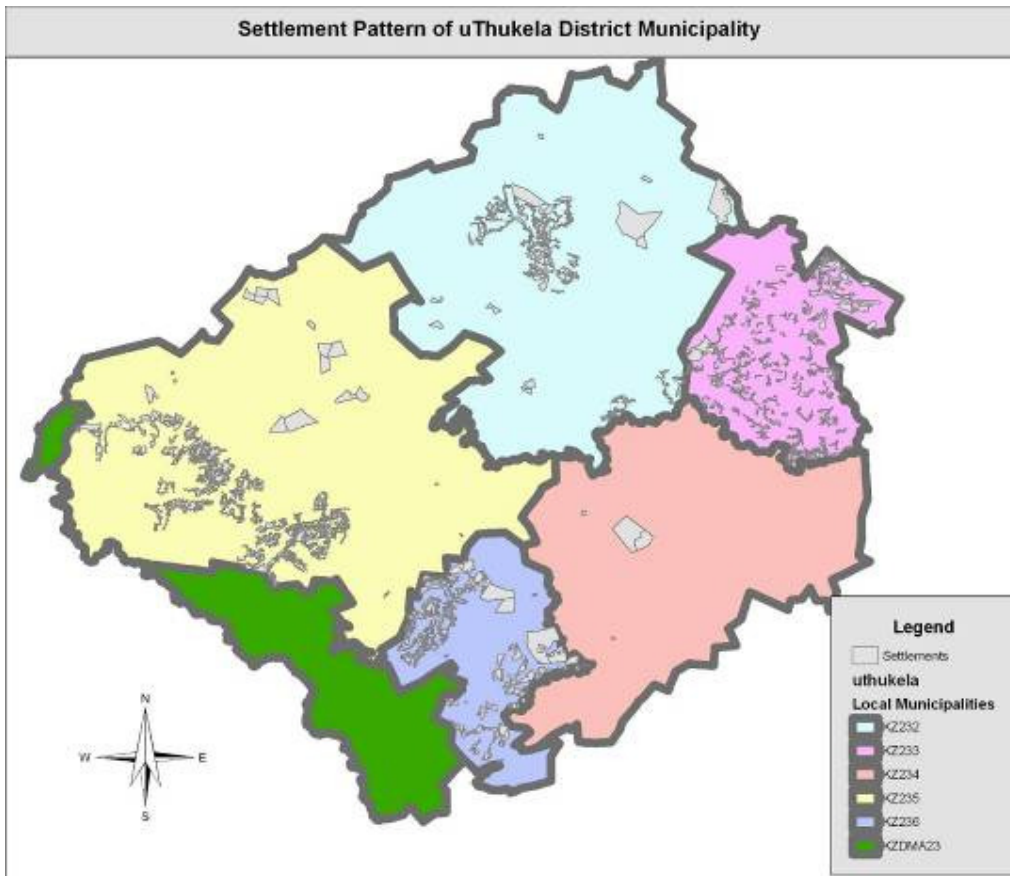 Settlement Pattern of uThukela District Municipality
N
W
E
S
Legend
Settlements
uthukela
Local Municipalities
KZ232
KZ233
KZ234
KZ235
KZ236
KZDMA23